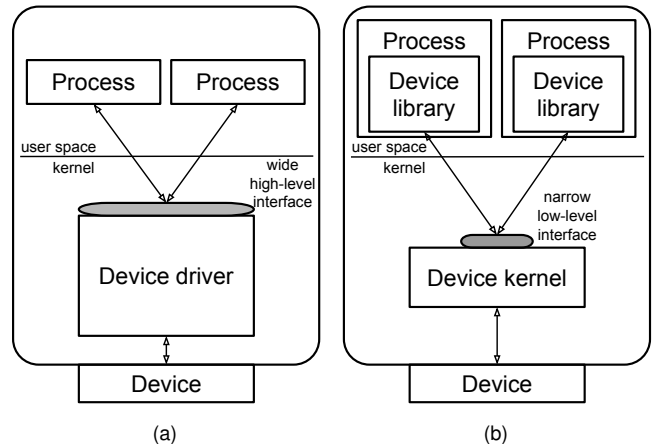 Process
Process
user space
kernel
wide
high-level
interface
Device driver
Device
(a)
Process
Device
library
Process
Device
library
user space
kernel
narrow
low-level
interface
Device kernel
Device
(b)